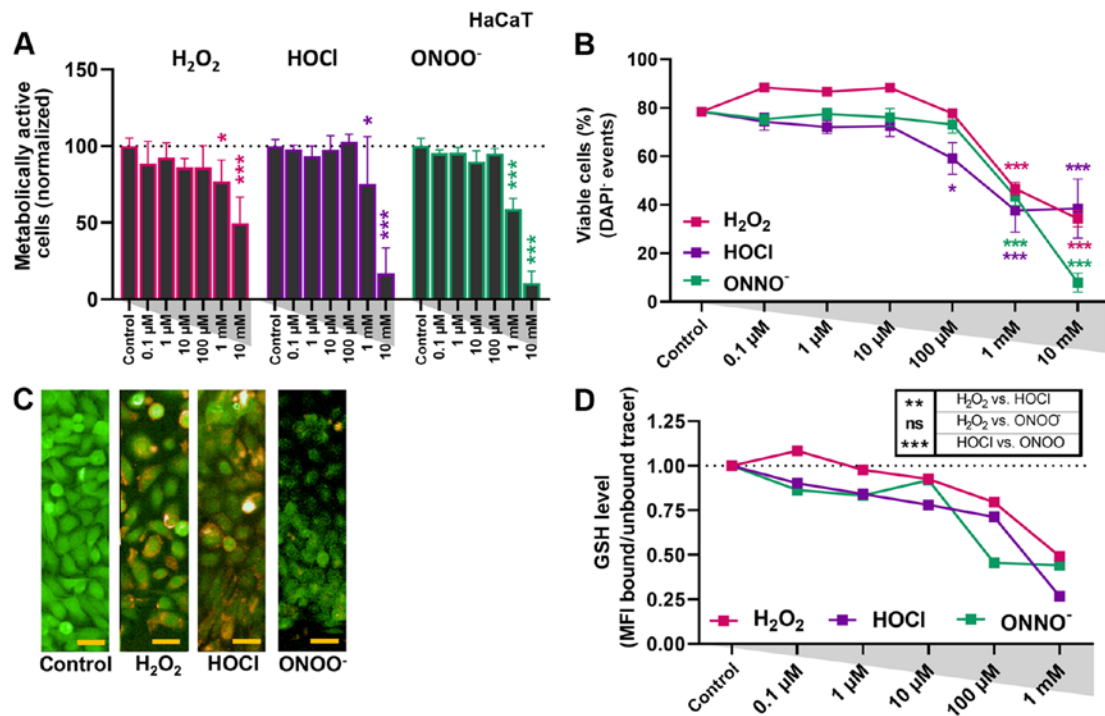 HaCaT
A
H₂O₂
HOCl
ONOO⁻
Metabolically active
cells (normalized)
150
100
50
0
*
***
*
***
***
***
Control
0.1 µM
1 µM
10 µM
100 µM
1 mM
10 mM
Control
0.1 µM
1 µM
10 µM
100 µM
1 mM
10 mM
Control
0.1 µM
1 µM
10 µM
100 µM
1 mM
10 mM
B
Viable cells (%)
(DAPI⁻ events)
100
80
60
40
20
0
*
***
***
***
***
***
***
H₂O₂
HOCl
ONNO⁻
Control
0.1 µM
1 µM
10 µM
100 µM
1 mM
10 mM
C
Control
H₂O₂
HOCl
ONOO⁻
D
GSH level
(MFI bound/unbound tracer)
1.25
1.00
0.75
0.50
0.25
0.00
** H₂O₂ vs. HOCl
ns H₂O₂ vs. ONOO⁻
*** HOCl vs. ONOO
H₂O₂
HOCl
ONNO⁻
Control
0.1 µM
1 µM
10 µM
100 µM
1 mM